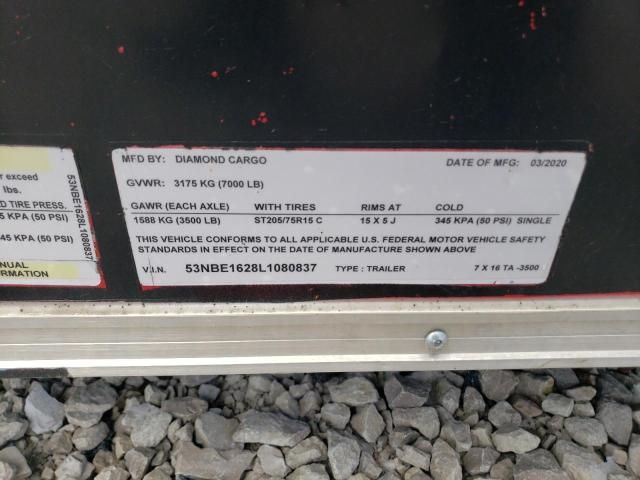 r exceed
lbs.
D TIRE PRESS.
5 KPA (50 PSI)
45 KPA (50 PSI)
NUAL
FORMATION
53NBE1628L1080837
MFD BY: DIAMOND CARGO DATE OF MFG: 03/2020
GVWR: 3175 KG (7000 LB)
GAWR (EACH AXLE) WITH TIRES RIMS AT COLD
1588 KG (3500 LB) ST205/75R15 C 15 X 5 J 345 KPA (50 PSI) SINGLE
THIS VEHICLE CONFORMS TO ALL APPLICABLE U.S. FEDERAL MOTOR VEHICLE SAFETY
STANDARDS IN EFFECT ON THE DATE OF MANUFACTURE SHOWN ABOVE
V.I.N. 53NBE1628L1080837 TYPE : TRAILER 7 X 16 TA -3500